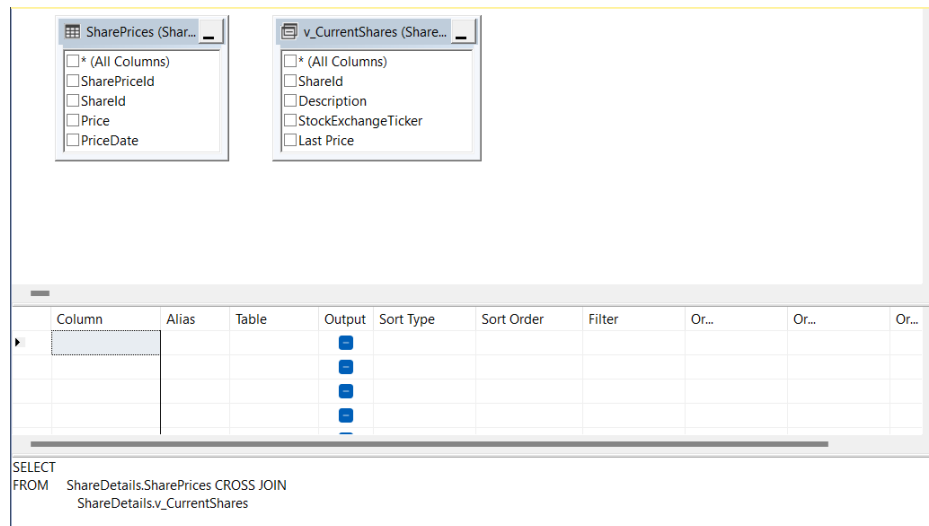 SharePrices (Shar...
* (All Columns)
SharePriceId
ShareId
Price
PriceDate
v_CurrentShares (Share...
* (All Columns)
ShareId
Description
StockExchangeTicker
Last Price
Column Alias Table Output Sort Type Sort Order Filter Or... Or... Or...
SELECT
FROM ShareDetails.SharePrices CROSS JOIN
ShareDetails.v_CurrentShares